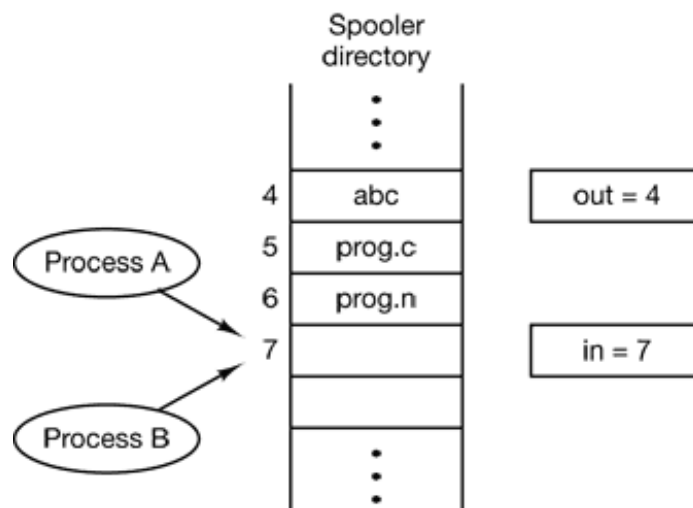 Spooler
directory
4
abc
out = 4
Process A
5
prog.c
6
prog.n
7
in = 7
Process B